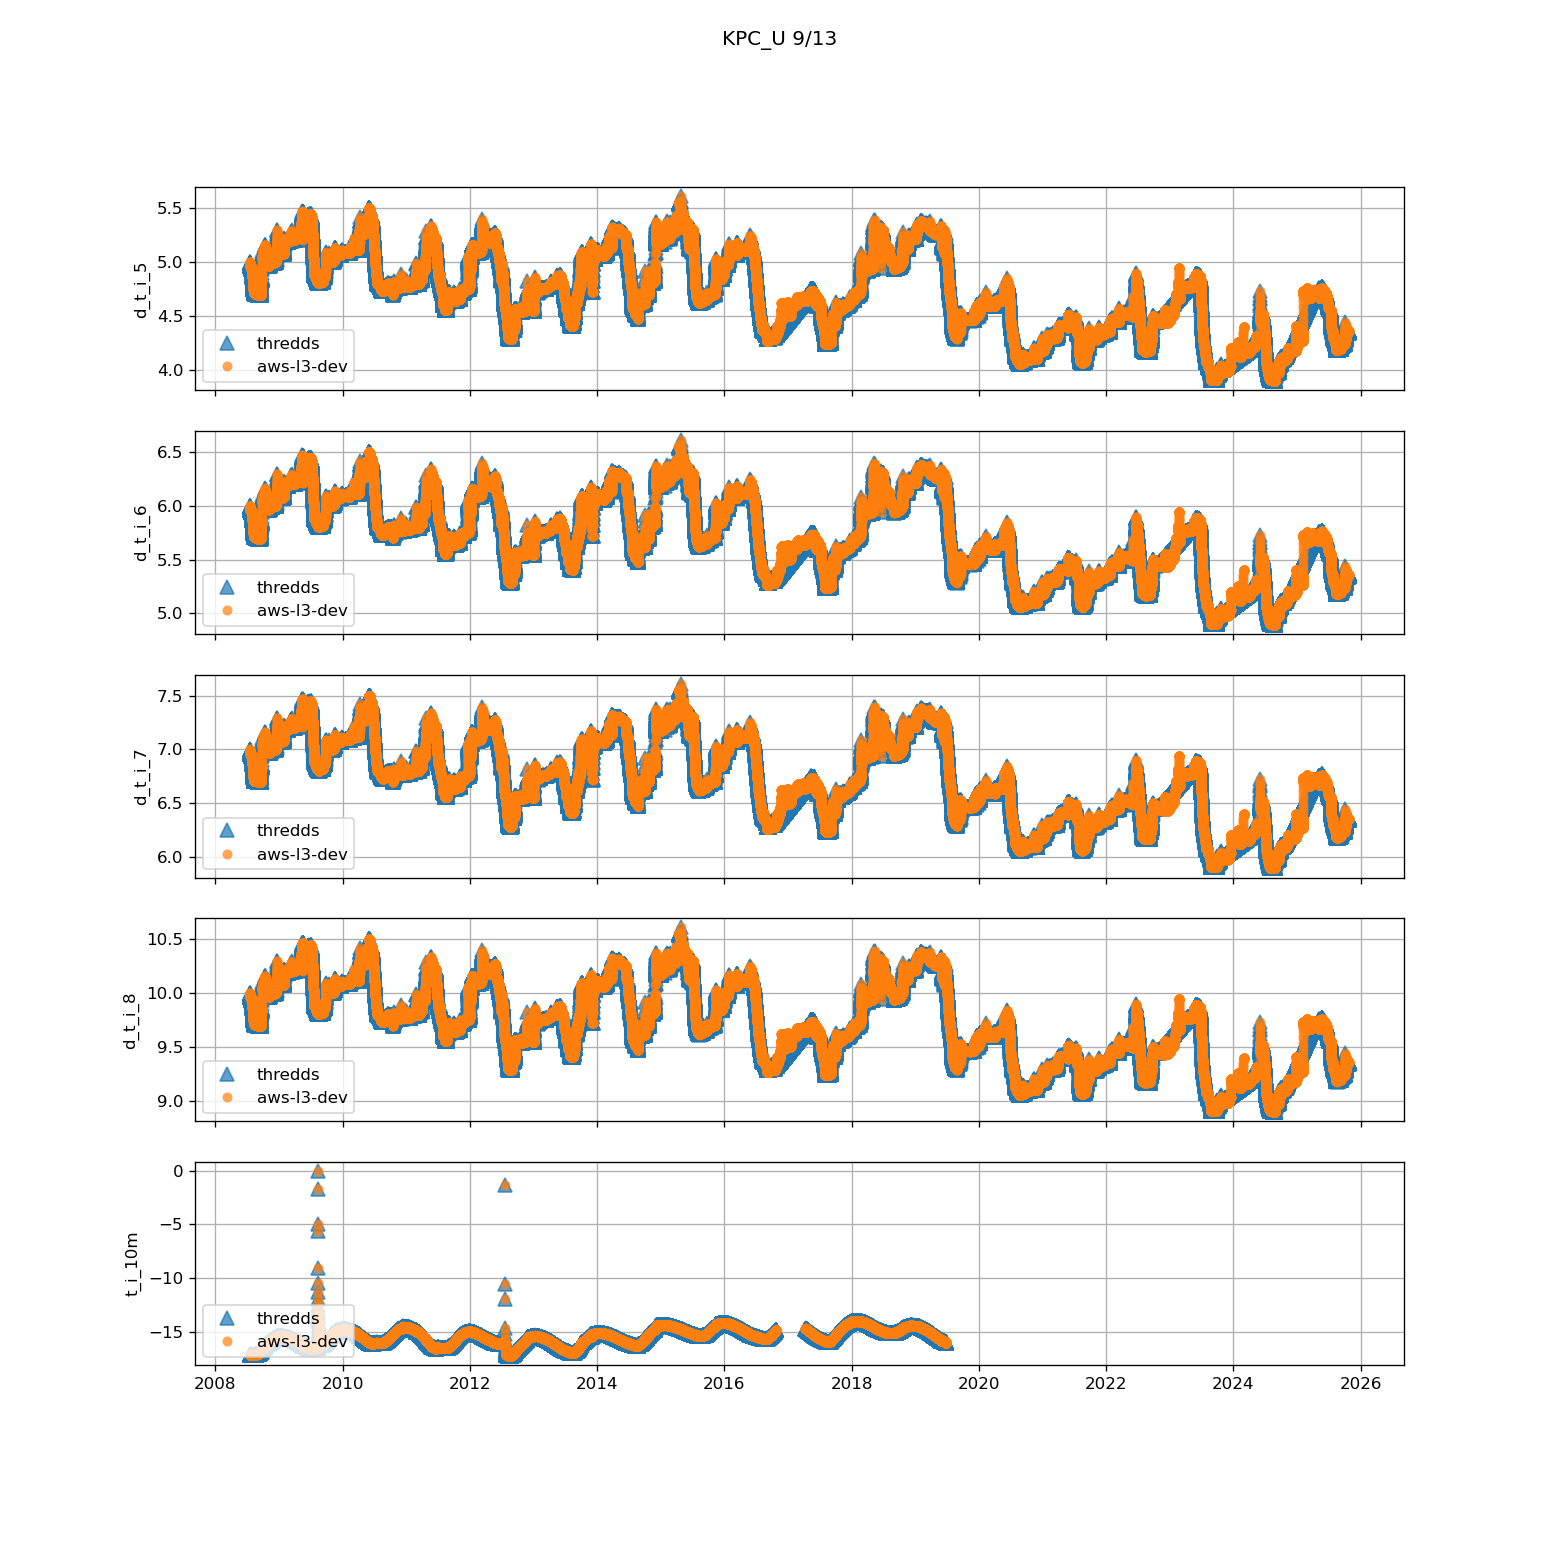 KPC_U 9/13
5.5
5.0
4.5
4.0
d_t_i_5
thredds
aws-l3-dev
6.5
6.0
5.5
5.0
d_t_i_6
thredds
aws-l3-dev
7.5
7.0
6.5
6.0
d_t_i_7
thredds
aws-l3-dev
10.5
10.0
9.5
9.0
d_t_i_8
thredds
aws-l3-dev
0
−5
−10
−15
t_i_10m
thredds
aws-l3-dev
2008 2010 2012 2014 2016 2018 2020 2022 2024 2026